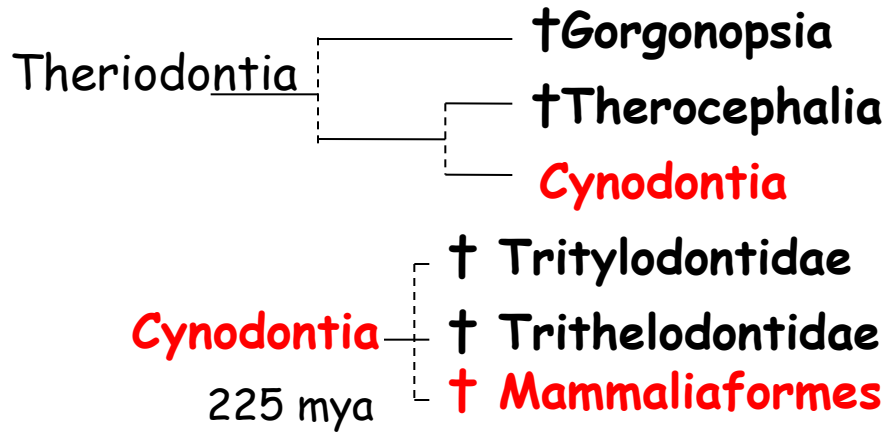 †Gorgonopsia
Theriodontia
†Therocephalia
Cynodontia
† Tritylodontidae
Cynodontia
† Trithelodontidae
† Mammaliaformes
225 mya